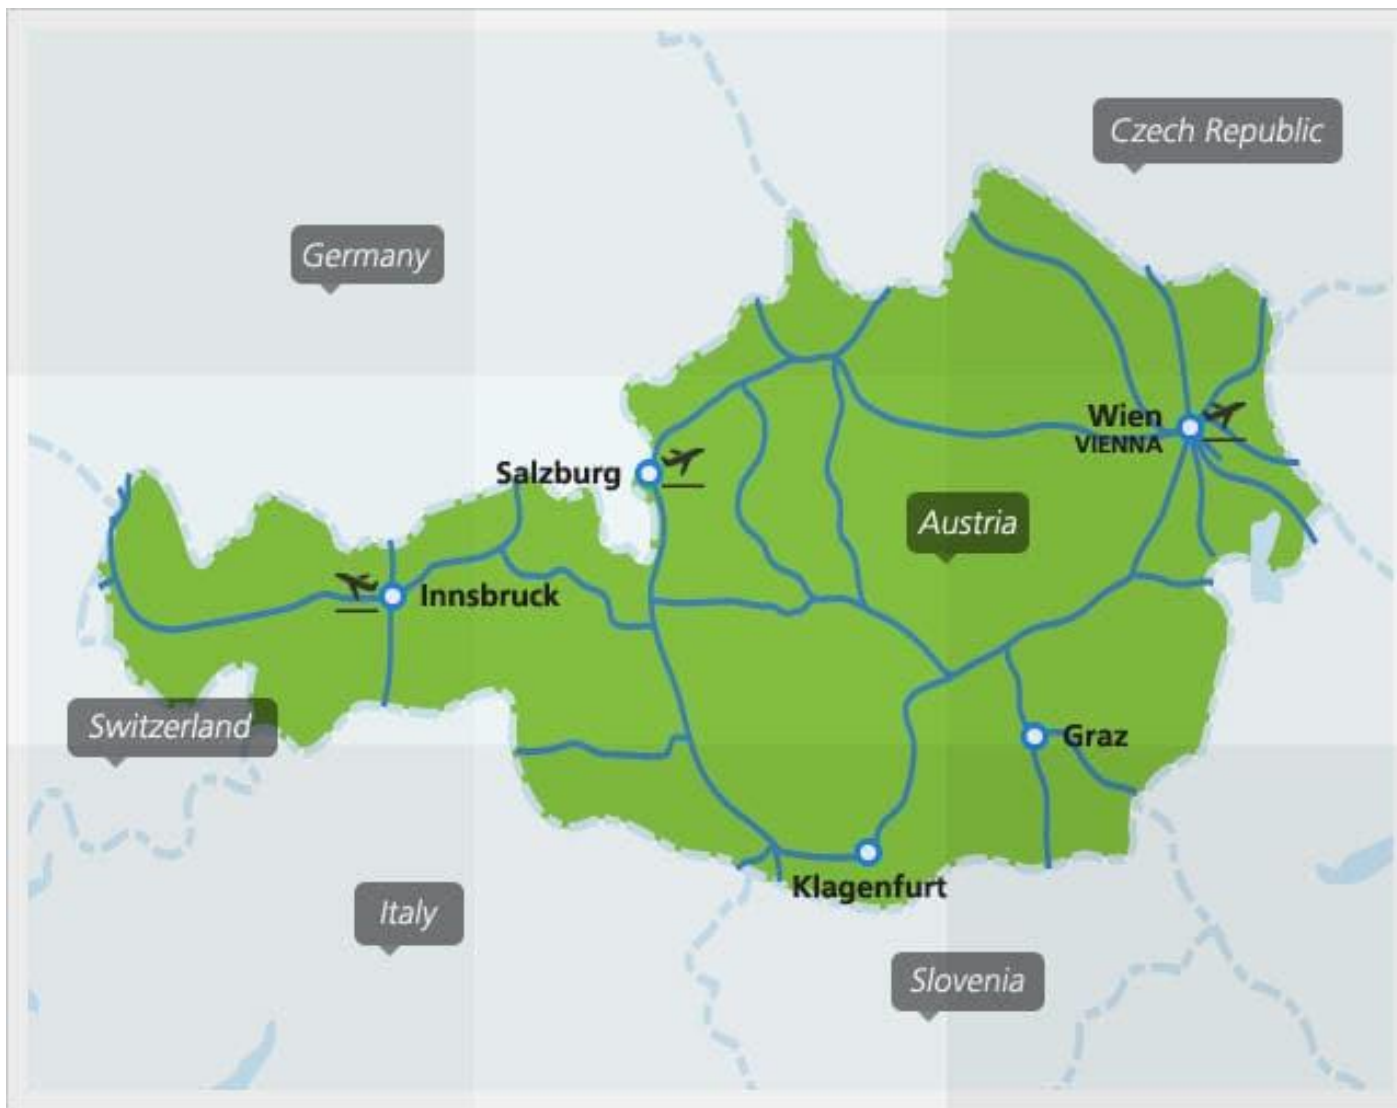 Czech Republic
Germany
Wien
VIENNA
Salzburg
Austria
Innsbruck
Switzerland
Graz
Klagenfurt
Italy
Slovenia